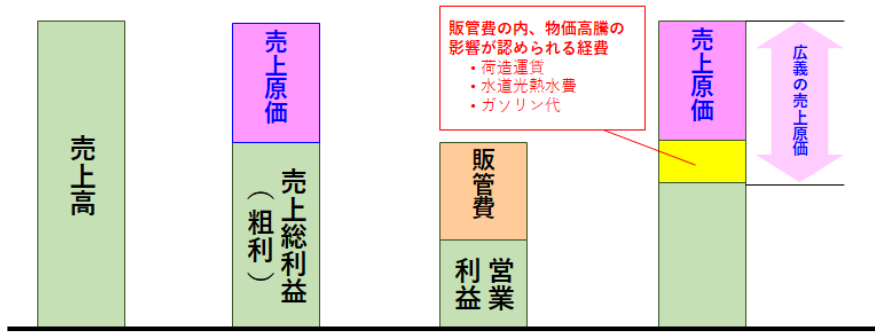 売上高
売上原価
売上総利益
（粗利）
販管費
営業
利益
販管費の内、物価高騰の
影響が認められる経費
・荷造運賃
・水道光熱水費
・ガソリン代
売上原価
広義の売上原価